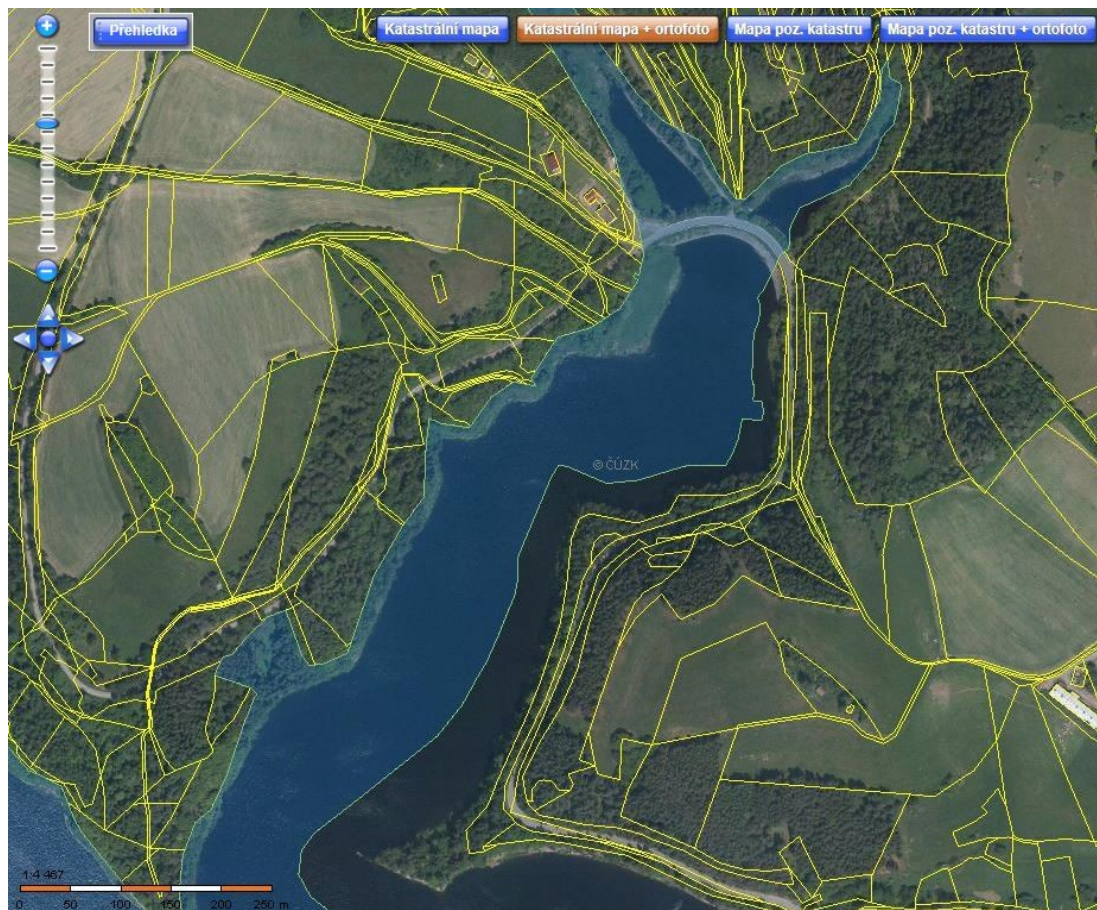 Přehledka
Katastrální mapa
Katastrální mapa + ortofoto
Mapa poz. katastru
Mapa poz. katastru + ortofoto
© ČÚZK
1:4 467
0 50 100 150 200 250 m